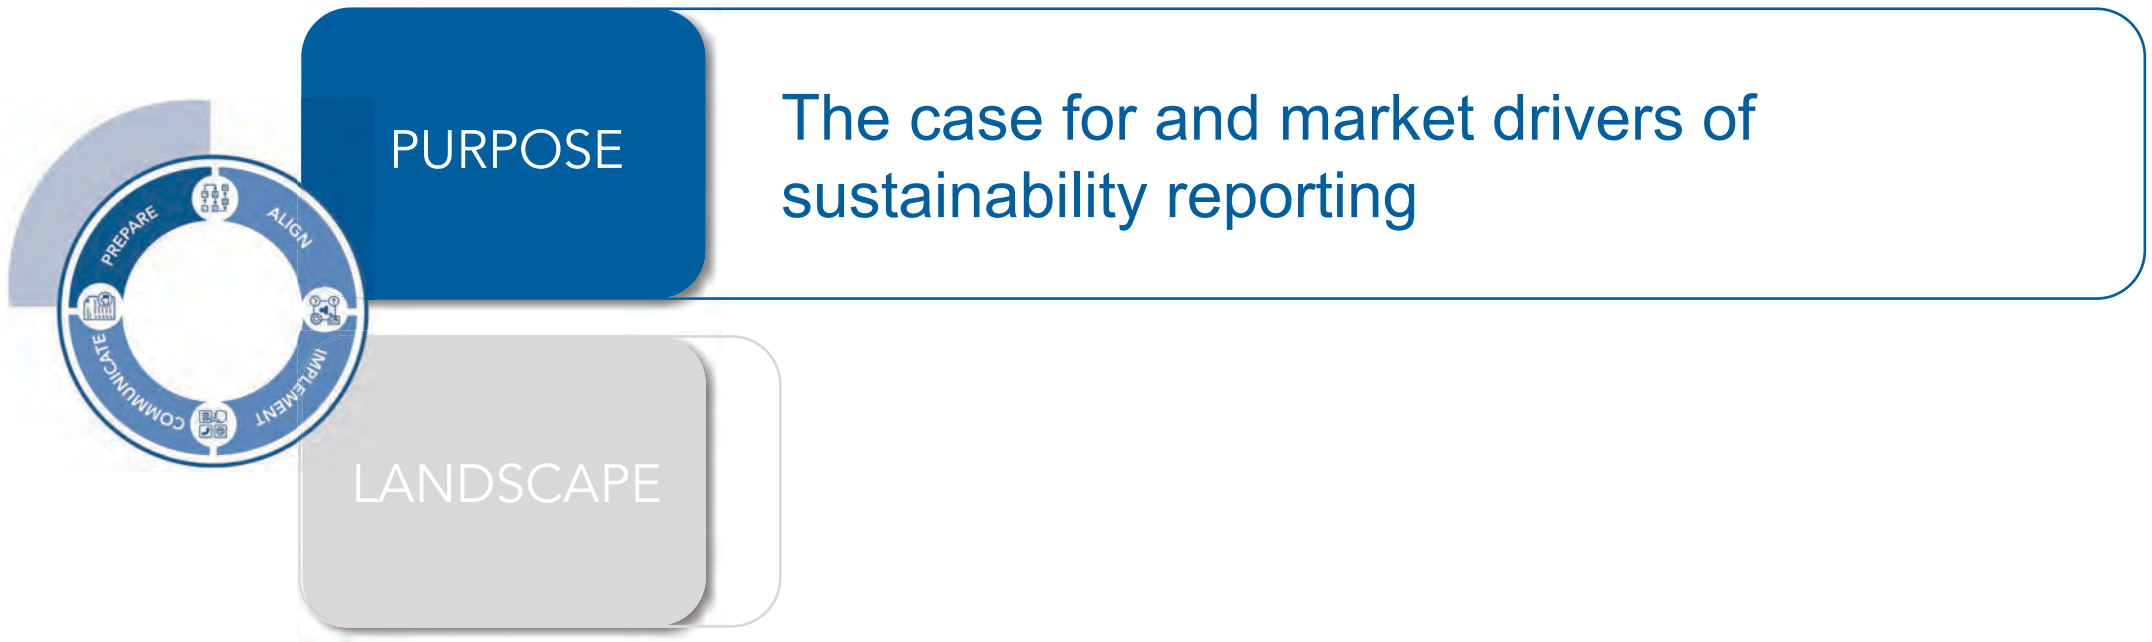 PURPOSE
The case for and market drivers of
sustainability reporting
PREPARE
ALIGN
IMPLEMENT
COMMUNICATE
LANDSCAPE